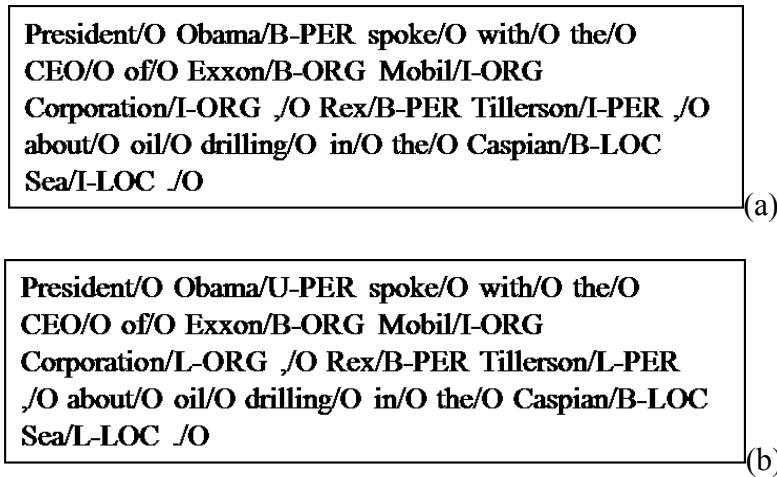 President/O Obama/B-PER spoke/O with/O the/O
CEO/O of/O Exxon/B-ORG Mobil/I-ORG
Corporation/I-ORG ,/O Rex/B-PER Tillerson/I-PER ,/O
about/O oil/O drilling/O in/O the/O Caspian/B-LOC
Sea/I-LOC ./O
(a)
President/O Obama/U-PER spoke/O with/O the/O
CEO/O of/O Exxon/B-ORG Mobil/I-ORG
Corporation/L-ORG ,/O Rex/B-PER Tillerson/L-PER
,/O about/O oil/O drilling/O in/O the/O Caspian/B-LOC
Sea/L-LOC ./O
(b)